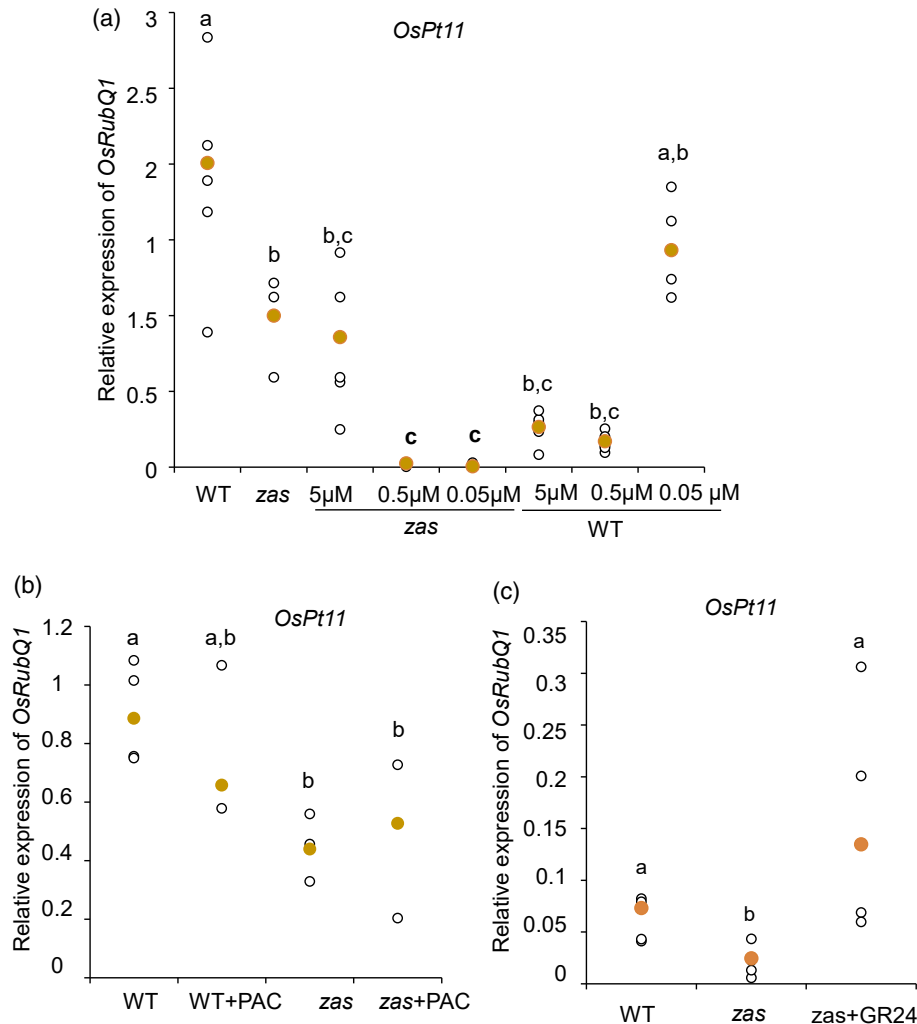 (a)
OsPt11
Relative expression of OsRubQ1
3
2.5
2
1
1.5
0.5
0
a
b
b,c
c
c
b,c
b,c
a,b
WT zas 5µM 0.5µM 0.05µM 5µM 0.5µM 0.05 µM
zas WT
(b)
OsPt11
Relative expression of OsRubQ1
1.2
1
0.8
0.6
0.4
0.2
0
a
a,b
b
b
WT WT+PAC zas zas+PAC
(c)
OsPt11
Relative expression of OsRubQ1
0.35
0.3
0.25
0.2
0.15
0.1
0.05
0
a
b
a
WT zas zas+GR24